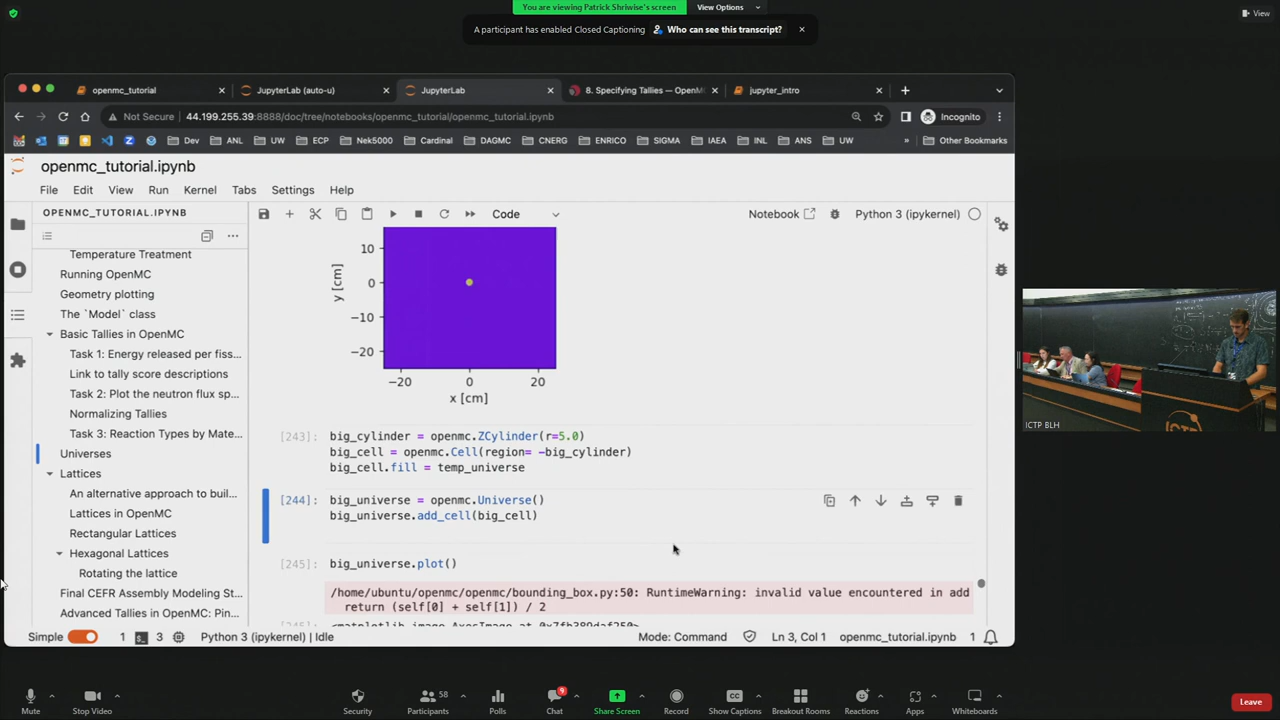 You are viewing Patrick Shriwise's screen
View Options
View
A participant has enabled Closed Captioning Who can see this transcript?
openmc_tutorial
JupyterLab (auto-u)
JupyterLab
8. Specifying Tallies — OpenM
jupyter_intro
Not Secure 44.199.255.39:8888/doc/tree/notebooks/openmc_tutorial/openmc_tutorial.ipynb
Incognito
Dev ANL UW ECP Nek5000 Cardinal DAGMC CNERG ENRICO SIGMA IAEA INL ANS UW » Other Bookmarks
openmc_tutorial.ipynb
File Edit View Run Kernel Tabs Settings Help
OPENMC_TUTORIAL.IPYNB
Code
Notebook
Python 3 (ipykernel)
Temperature Treatment
Running OpenMC
Geometry plotting
The `Model` class
Basic Tallies in OpenMC
Task 1: Energy released per fiss...
Link to tally score descriptions
Task 2: Plot the neutron flux sp...
Normalizing Tallies
Task 3: Reaction Types by Mate...
Universes
Lattices
An alternative approach to buil...
Lattices in OpenMC
Rectangular Lattices
Hexagonal Lattices
Rotating the lattice
Final CEFR Assembly Modeling St...
Advanced Tallies in OpenMC: Pin...
10
0
−10
−20
y [cm]
−20 0 20
x [cm]
[243]: big_cylinder = openmc.ZCylinder(r=5.0)
big_cell = openmc.Cell(region= -big_cylinder)
big_cell.fill = temp_universe
[244]: big_universe = openmc.Universe()
big_universe.add_cell(big_cell)
[245]: big_universe.plot()
/home/ubuntu/openmc/openmc/bounding_box.py:50: RuntimeWarning: invalid value encountered in add
return (self[0] + self[1]) / 2
[245]: <matplotlib.image.AxesImage at 0x7fb389daf250>
Simple 1 3 Python 3 (ipykernel) | Idle
Mode: Command Ln 3, Col 1 openmc_tutorial.ipynb 1
ICTP BLH
ICTP
Mute
Stop Video
Security
58
Participants
Polls
9
Chat
Share Screen
Record
CC
Show Captions
Breakout Rooms
Reactions
Apps
Whiteboards
Leave